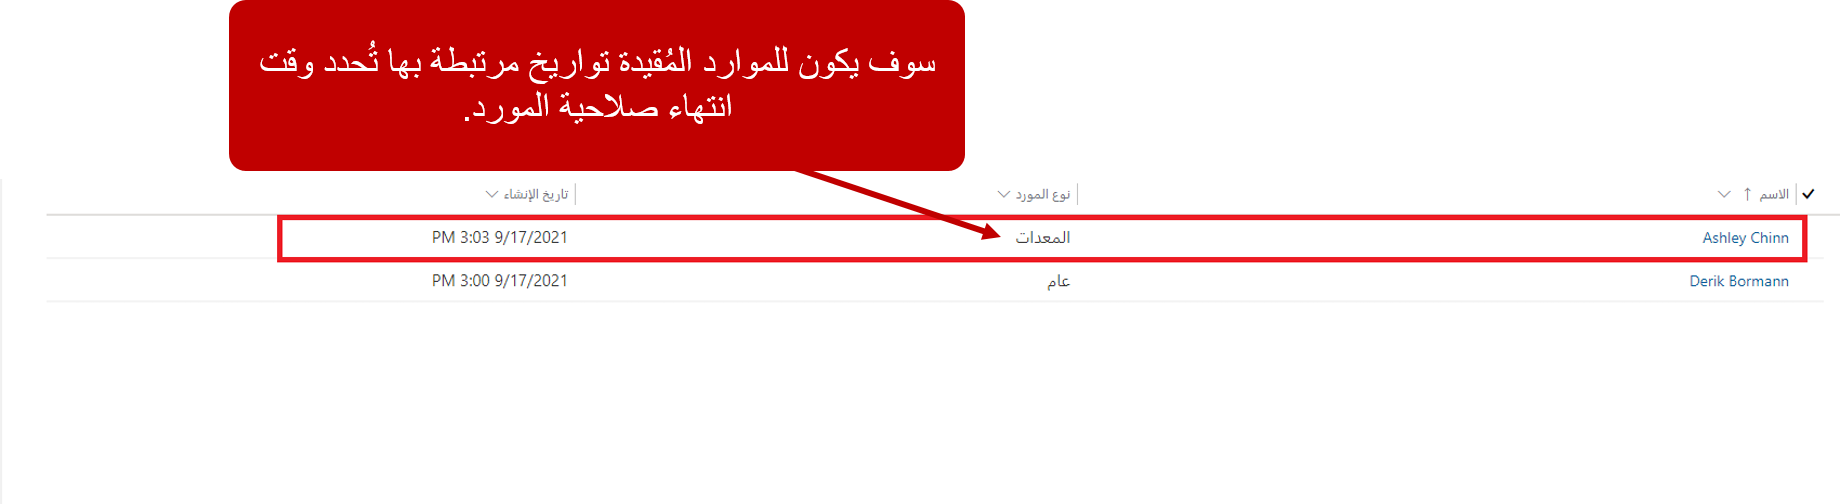 سوف يكون للموارد المُقيدة تواريخ مرتبطة بها تُحدد وقت
انتهاء صلاحية المورد.
الاسم نوع المورد تاريخ الإنشاء
Ashley Chinn المعدات 9/17/2021 3:03 PM
Derik Bormann عام 9/17/2021 3:00 PM